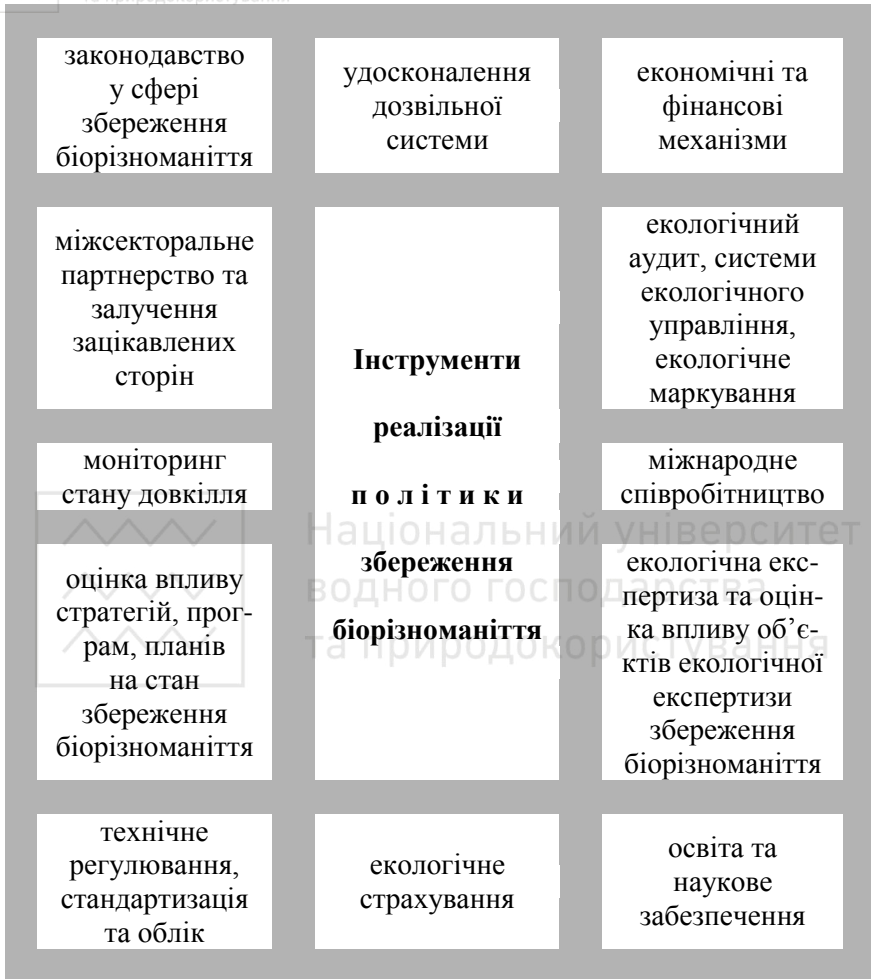 та природокористування
законодавство
у сфері
збереження
біорізноманіття
удосконалення
дозвільної
системи
економічні та
фінансові
механізми
міжсекторальне
партнерство та
залучення
зацікавлених
сторін
Інструменти
реалізації
п о л і т и к и
збереження
біорізноманіття
екологічний
аудит, системи
екологічного
управління,
екологічне
маркування
моніторинг
стану довкілля
міжнародне
співробітництво
Національний університет
водного господарства
та природокористування
оцінка впливу
стратегій, прог-
рам, планів
на стан
збереження
біорізноманіття
екологічна екс-
пертиза та оцін-
ка впливу об’є-
ктів екологічної
експертизи
збереження
біорізноманіття
технічне
регулювання,
стандартизація
та облік
екологічне
страхування
освіта та
наукове
забезпечення